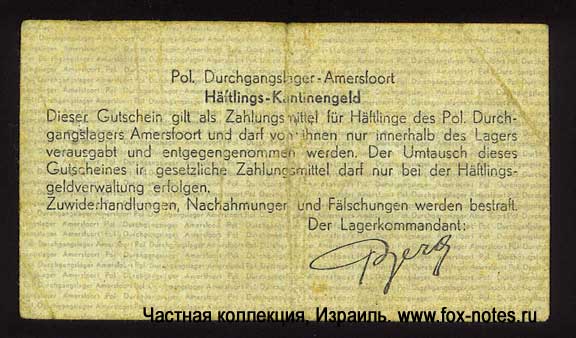 Pol. Durchgangslager-Amersfoort
Häftlings-Kantinengeld
Dieser Gutschein gilt als Zahlungsmittel für Häftlinge des Pol. Durch-
gangslagers Amersfoort und darf von ihnen nur innerhalb des Lagers
verausgabt und entgegengenommen werden. Der Umtausch dieses
Gutscheines in gesetzliche Zahlungsmittel darf nur bei der Häftlings-
geldverwaltung erfolgen.
Zuwiderhandlungen, Nachahmungen und Fälschungen werden bestraft.
Der Lagerkommandant:
Berg
Частная коллекция, Израиль. www.fox-notes.ru